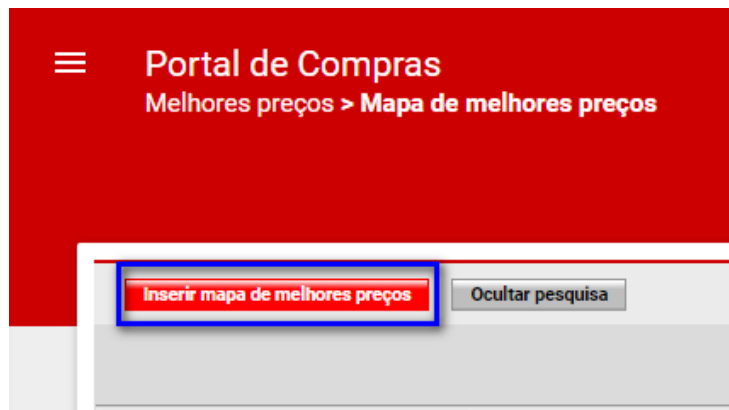 Portal de Compras
Melhores preços > Mapa de melhores preços
Inserir mapa de melhores preços
Ocultar pesquisa